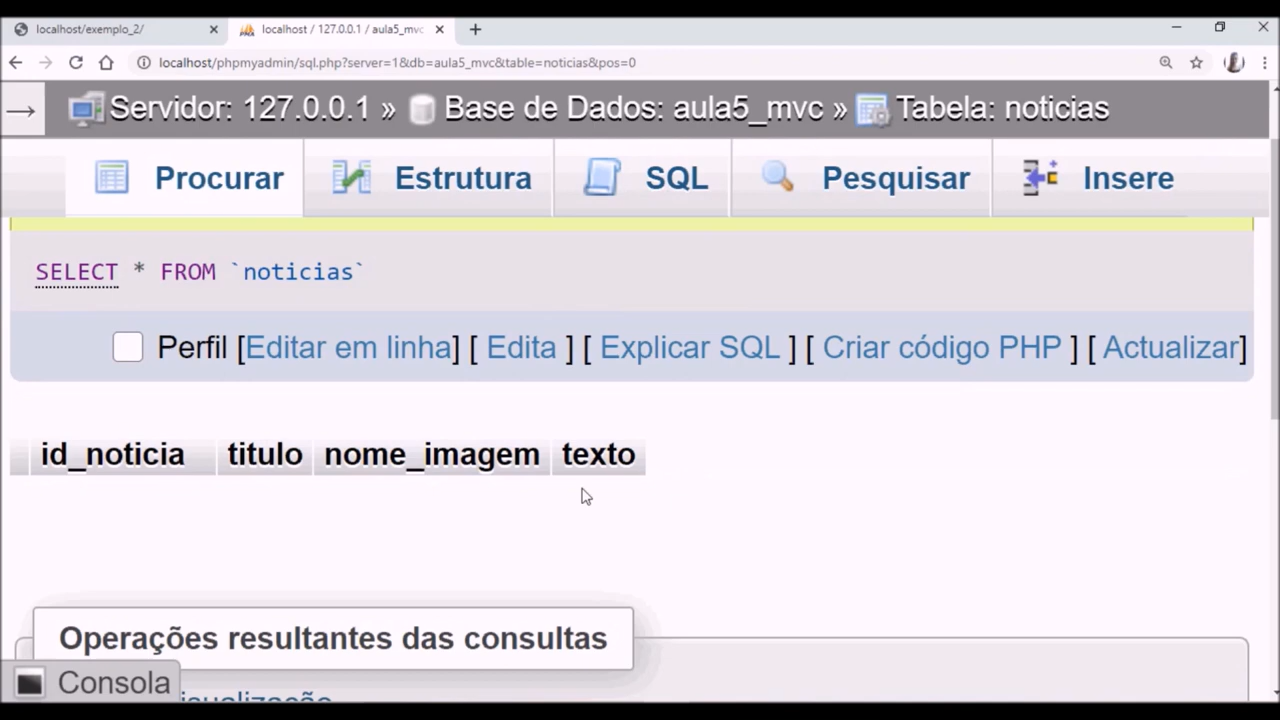 localhost/exemplo_2/
localhost / 127.0.0.1 / aula5_mvc
localhost/phpmyadmin/sql.php?server=1&db=aula5_mvc&table=noticias&pos=0
Servidor: 127.0.0.1 » Base de Dados: aula5_mvc » Tabela: noticias
Procurar Estrutura SQL Pesquisar Insere
SELECT * FROM `noticias`
Perfil [Editar em linha] [ Edita ] [ Explicar SQL ] [ Criar código PHP ] [ Actualizar]
id_noticia titulo nome_imagem texto
Operações resultantes das consultas
Consola